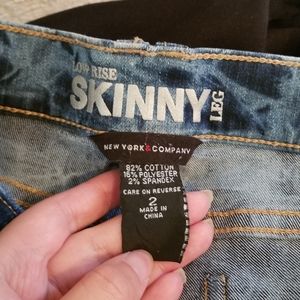 LOW RISE
SKINNY
LEG
NEW YORK & COMPANY
82% COTTON
16% POLYESTER
2% SPANDEX
CARE ON REVERSE
2
MADE IN
CHINA